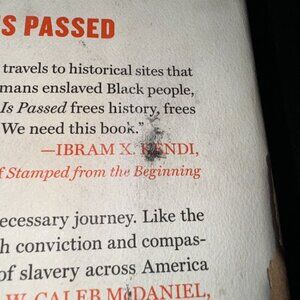 S PASSED
travels to historical sites that
mans enslaved Black people,
Is Passed frees history, frees
We need this book."
—IBRAM X. KENDI,
f Stamped from the Beginning
ecessary journey. Like the
h conviction and compas-
of slavery across America
W. CALEB McDANIEL,